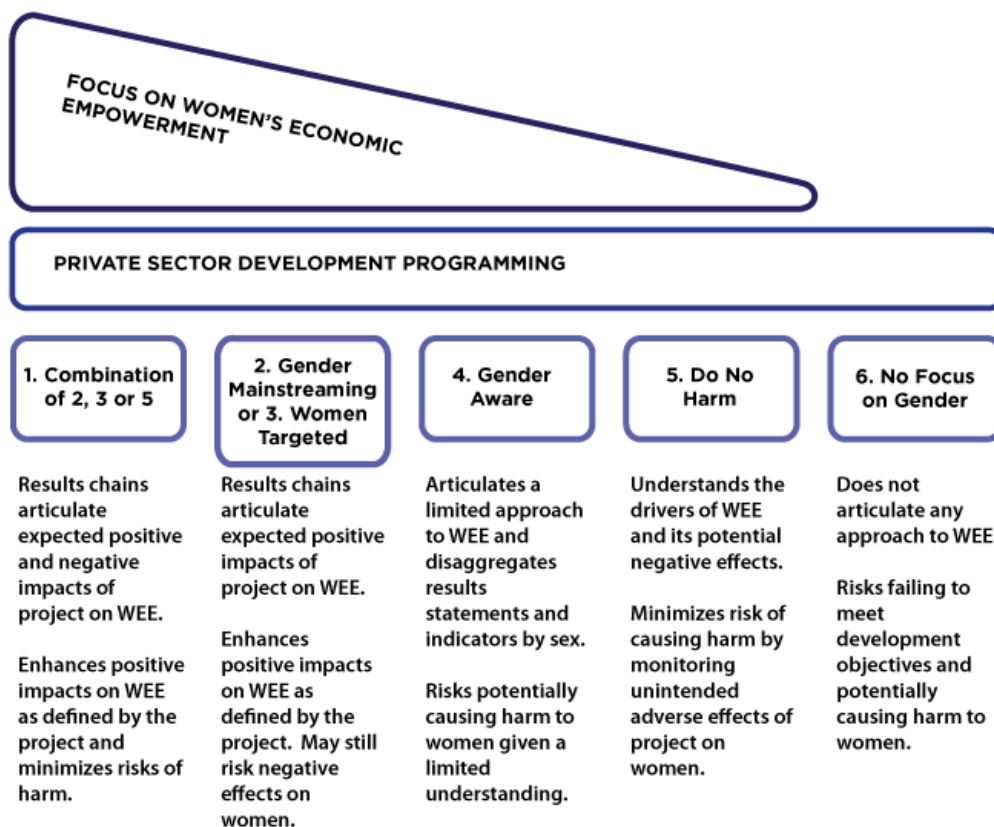 FOCUS ON WOMEN'S ECONOMIC
EMPOWERMENT
PRIVATE SECTOR DEVELOPMENT PROGRAMMING
1. Combination
of 2, 3 or 5
Results chains
articulate
expected positive
and negative
impacts of
project on WEE.
Enhances positive
impacts on WEE
as defined by the
project and
minimizes risks of
harm.
2. Gender
Mainstreaming
or 3. Women
Targeted
Results chains
articulate
expected positive
impacts of
project on WEE.
Enhances
positive impacts
on WEE as
defined by the
project. May still
risk negative
effects on
women.
4. Gender
Aware
Articulates a
limited approach
to WEE and
disaggregates
results
statements and
indicators by sex.
Risks potentially
causing harm to
women given a
limited
understanding.
5. Do No
Harm
Understands the
drivers of WEE
and its potential
negative effects.
Minimizes risk of
causing harm by
monitoring
unintended
adverse effects of
project on
women.
6. No Focus
on Gender
Does not
articulate any
approach to WEE
Risks failing to
meet
development
objectives and
potentially
causing harm to
women.